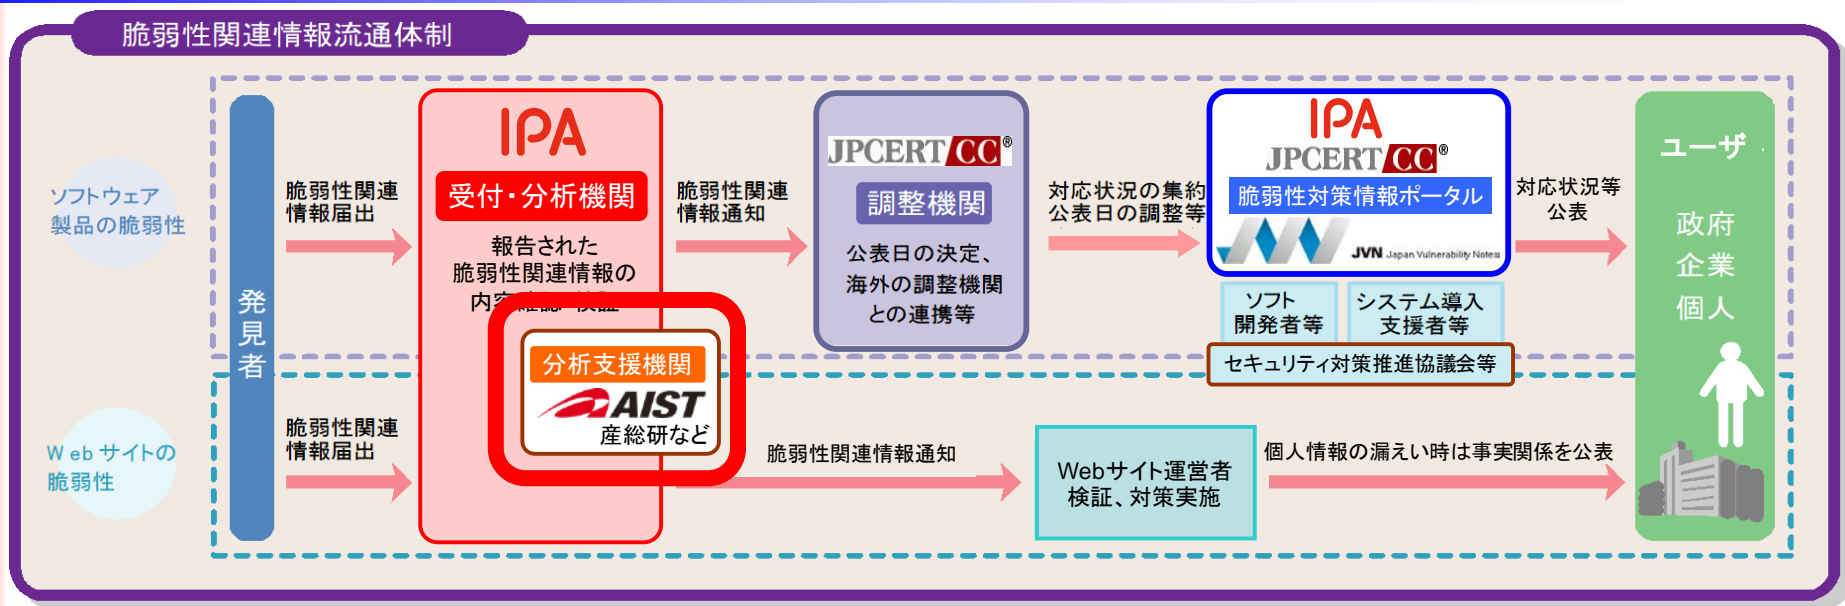 脆弱性関連情報流通体制
ソフトウェア
製品の脆弱性
Webサイトの
脆弱性
発見者
脆弱性関連
情報届出
脆弱性関連
情報届出
IPA
受付・分析機関
報告された
脆弱性関連情報の
分析支援機関
AIST
産総研など
脆弱性関連
情報通知
JPCERT CC®
調整機関
公表日の決定、
海外の調整機関
との連携等
対応状況の集約
公表日の調整等
IPA
JPCERT CC®
脆弱性対策情報ポータル
JVN Japan Vulnerability Notes
ソフト
開発者等
システム導入
支援者等
セキュリティ対策推進協議会等
対応状況等
公表
脆弱性関連情報通知
Webサイト運営者
検証、対策実施
個人情報の漏えい時は事実関係を公表
ユーザ
政府
企業
個人